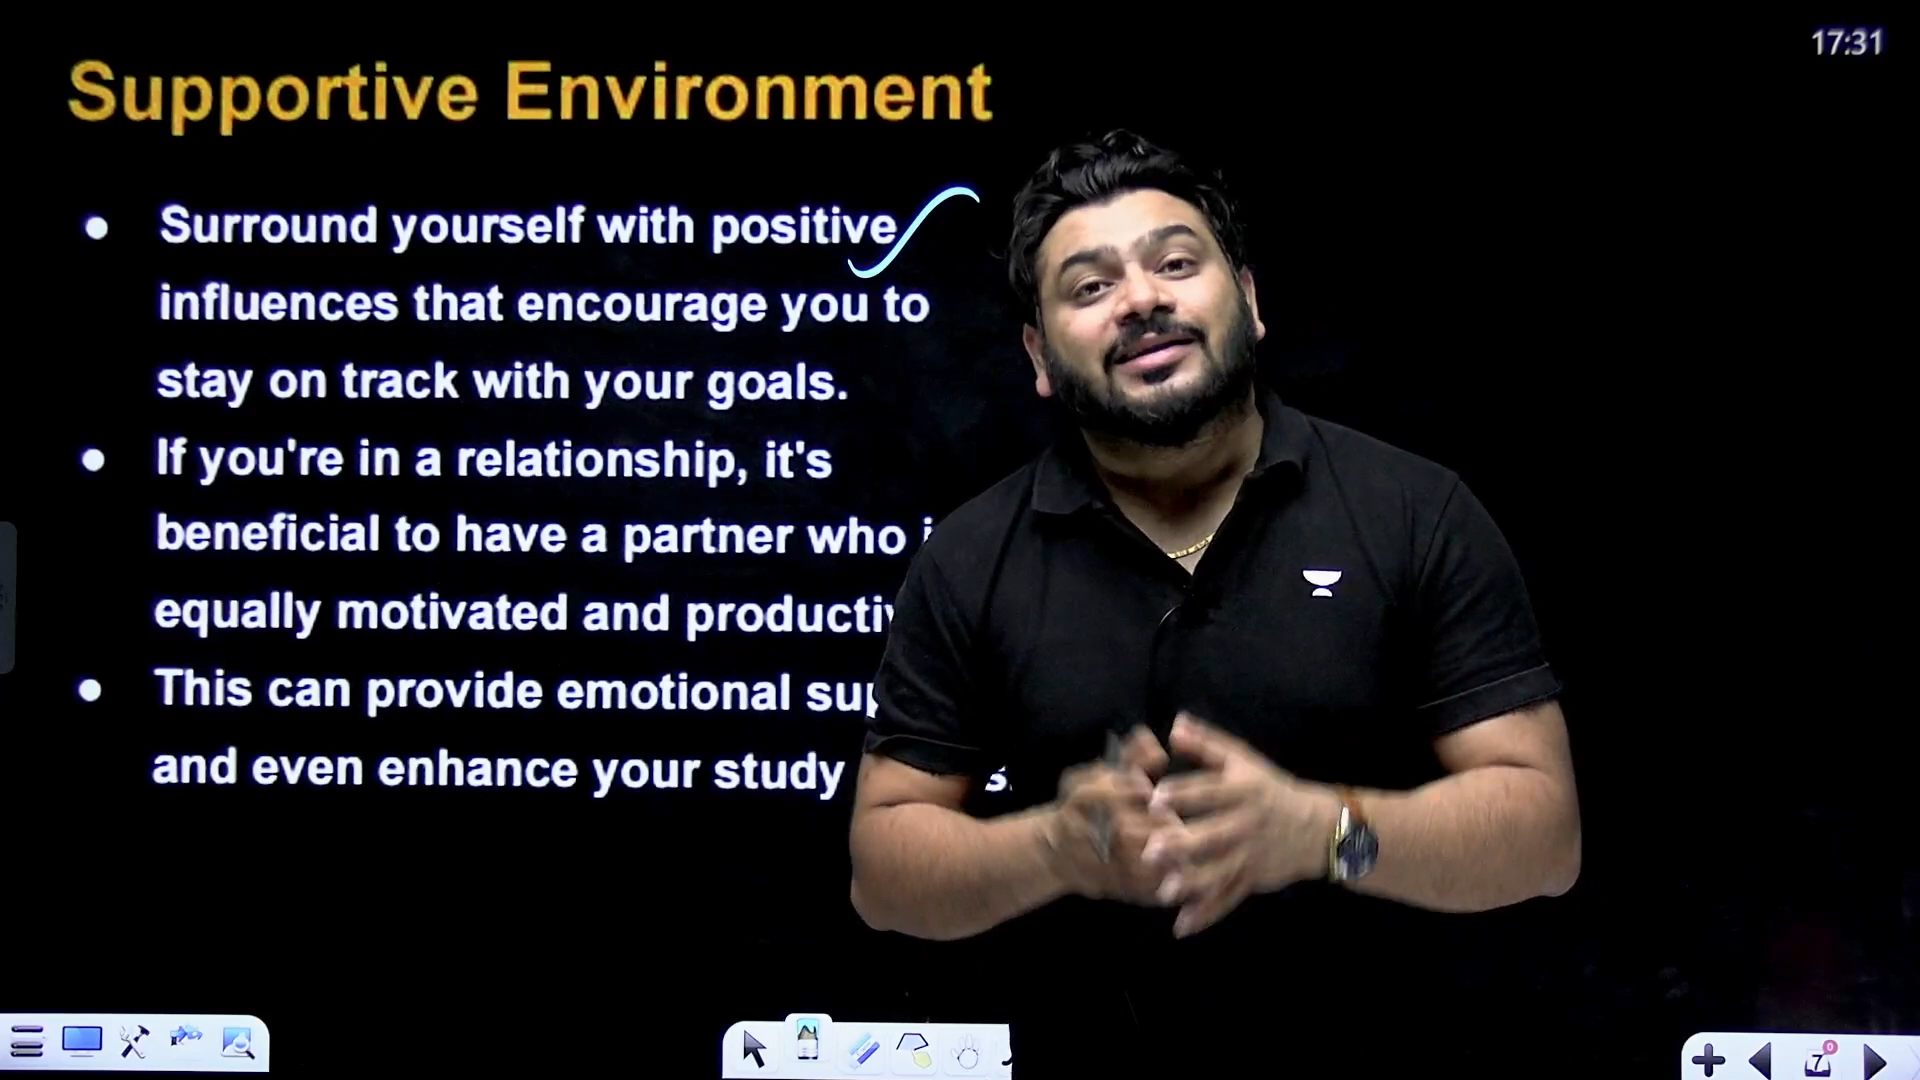 17:31
Supportive Environment
● Surround yourself with positive
influences that encourage you to
stay on track with your goals.
● If you're in a relationship, it's
beneficial to have a partner who
equally motivated and
● This can provide emotional
and even enhance your study
7
0